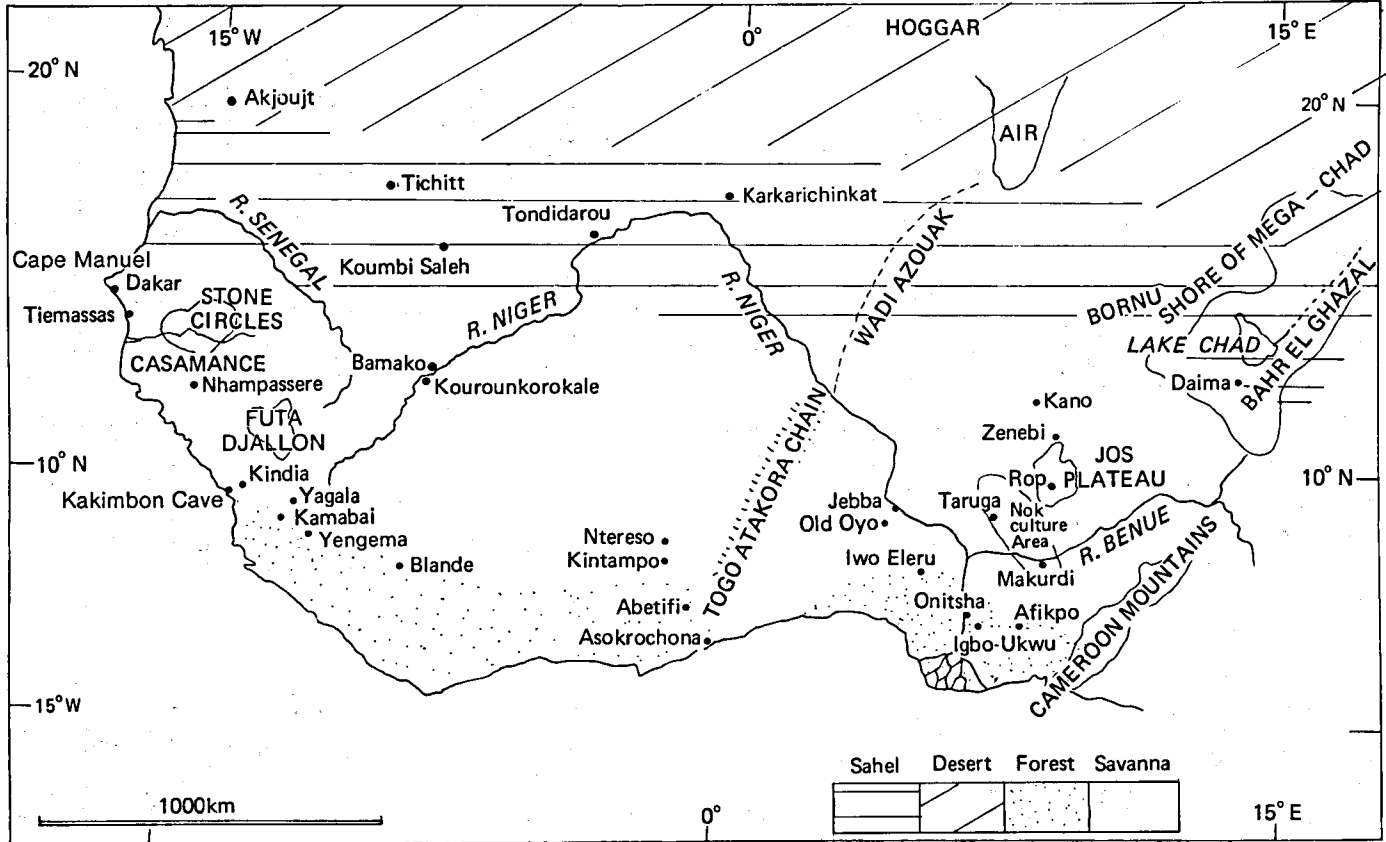 15° W
0°
15° E
HOGGAR
20° N
20° N
Akjoujt
AIR
Tichitt
Karkarichinkat
R. SENEGAL
Tondidarou
Koumbi Saleh
WADI AZOUAK
SHORE OF MEGA - CHAD
BORNU
Cape Manuel
Dakar
Tiemassas
STONE
CIRCLES
R. NIGER
R. NIGER
LAKE CHAD
BAHR EL GHAZAL
CASAMANCE
Nhampassere
Bamako
Kourounkorokale
Daima
Kano
FUTA
DJALLON
Zenebi
TOGO ATAKORA CHAIN
10° N
10° N
JOS
PLATEAU
Rop
Kindia
Kakimbon Cave
Yagala
Kamabai
Yengema
Jebba
Old Oyo
Taruga
Nok
culture
Area
R. BENUE
Blande
Ntereso
Kintampo
Iwo Eleru
Makurdi
CAMEROON MOUNTAINS
Abetifi
Asokrochona
Onitsha
Afikpo
Igbo-Ukwu
15° W
Sahel
Desert
Forest
Savanna
1000km
0°
15° E